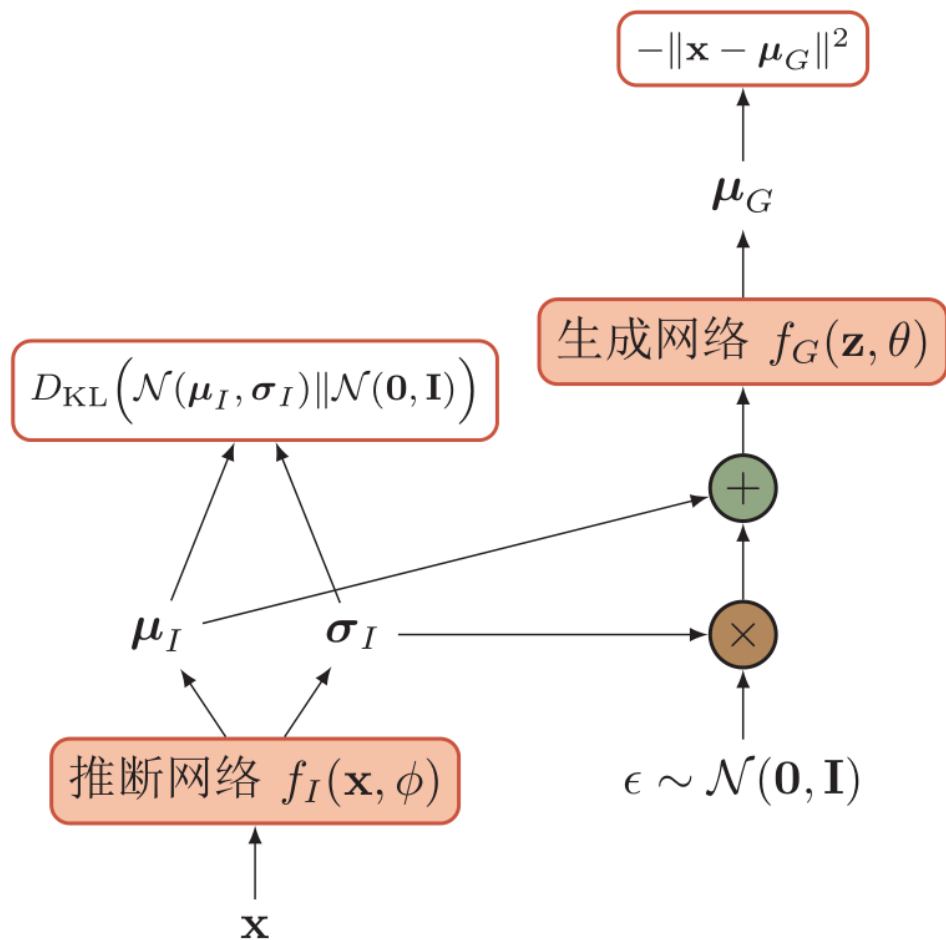 −‖x − μ_G‖²
μ_G
生成网络 f_G(z, θ)
D_KL(𝒩(μ_I, σ_I)‖𝒩(0, I))
+
μ_I σ_I ×
推断网络 f_I(x, ϕ)
ϵ ∼ 𝒩(0, I)
x